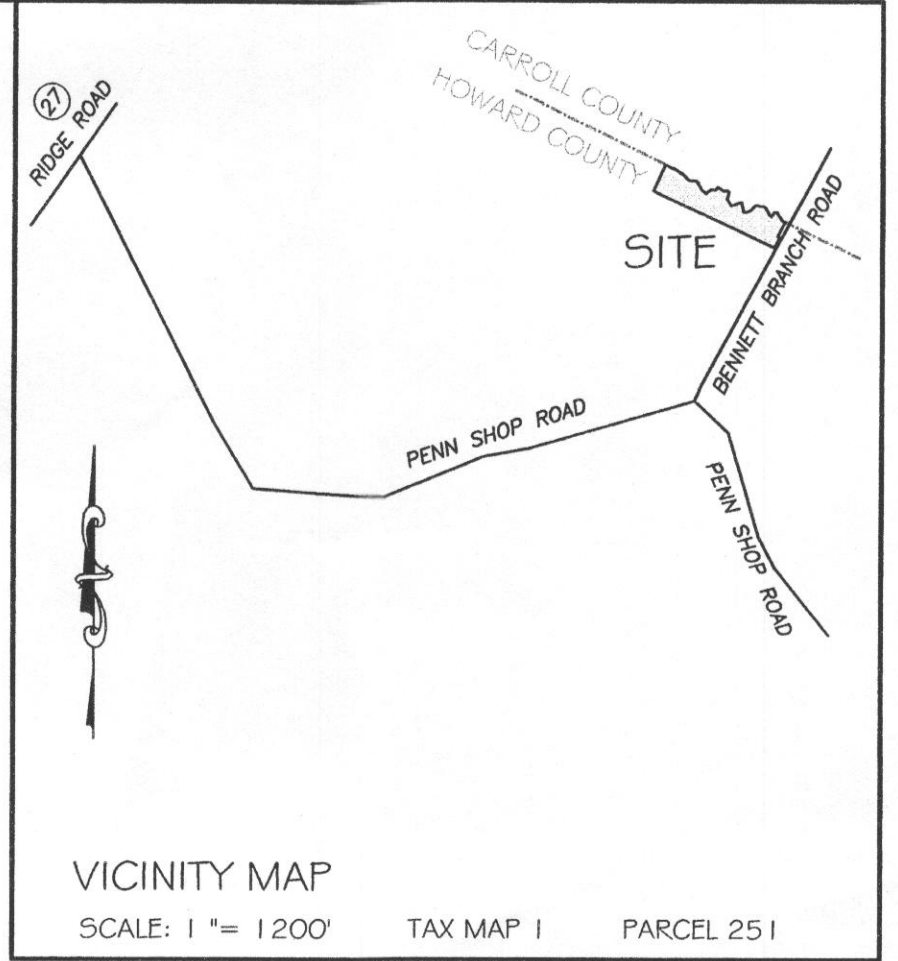 CARROLL COUNTY
HOWARD COUNTY
27
RIDGE ROAD
SITE
BENNETT BRANCH ROAD
PENN SHOP ROAD
PENN SHOP ROAD
VICINITY MAP
SCALE: 1 "= 1200' TAX MAP 1 PARCEL 251